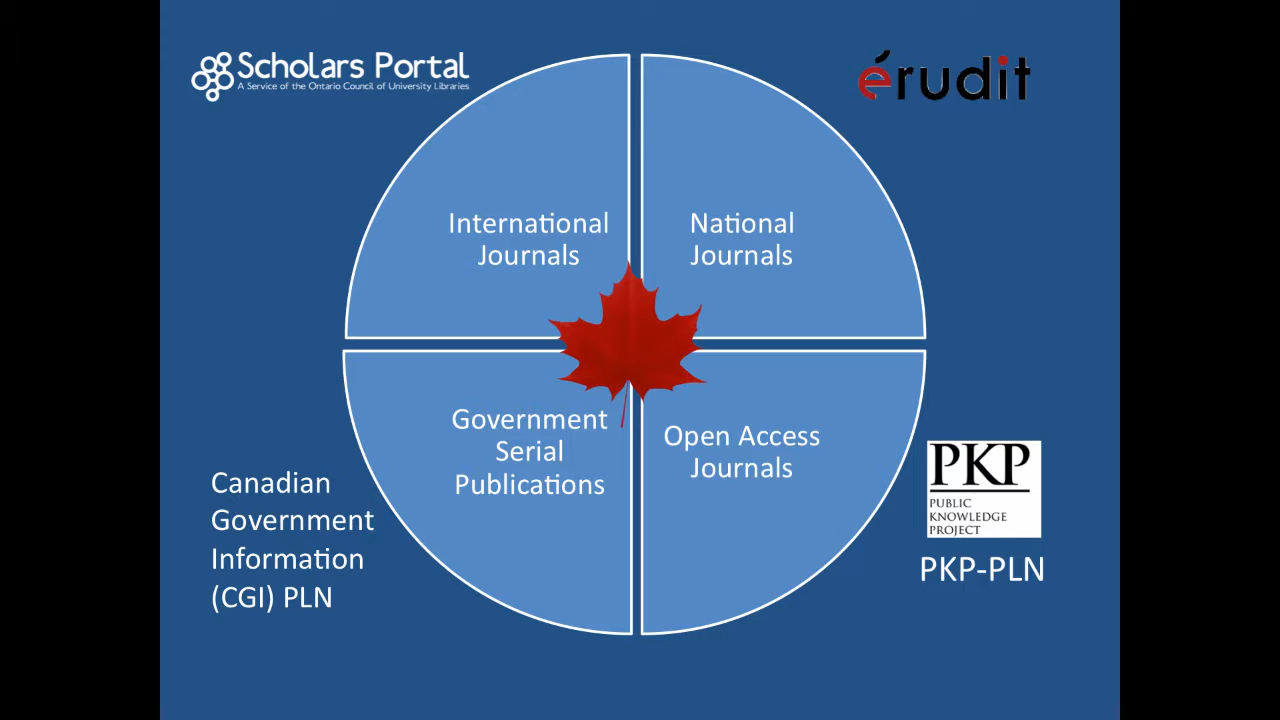 Scholars Portal
A Service of the Ontario Council of University Libraries
érudit
International
Journals
National
Journals
Government
Serial
Publications
Open Access
Journals
Canadian
Government
Information
(CGI) PLN
PKP
PUBLIC
KNOWLEDGE
PROJECT
PKP-PLN